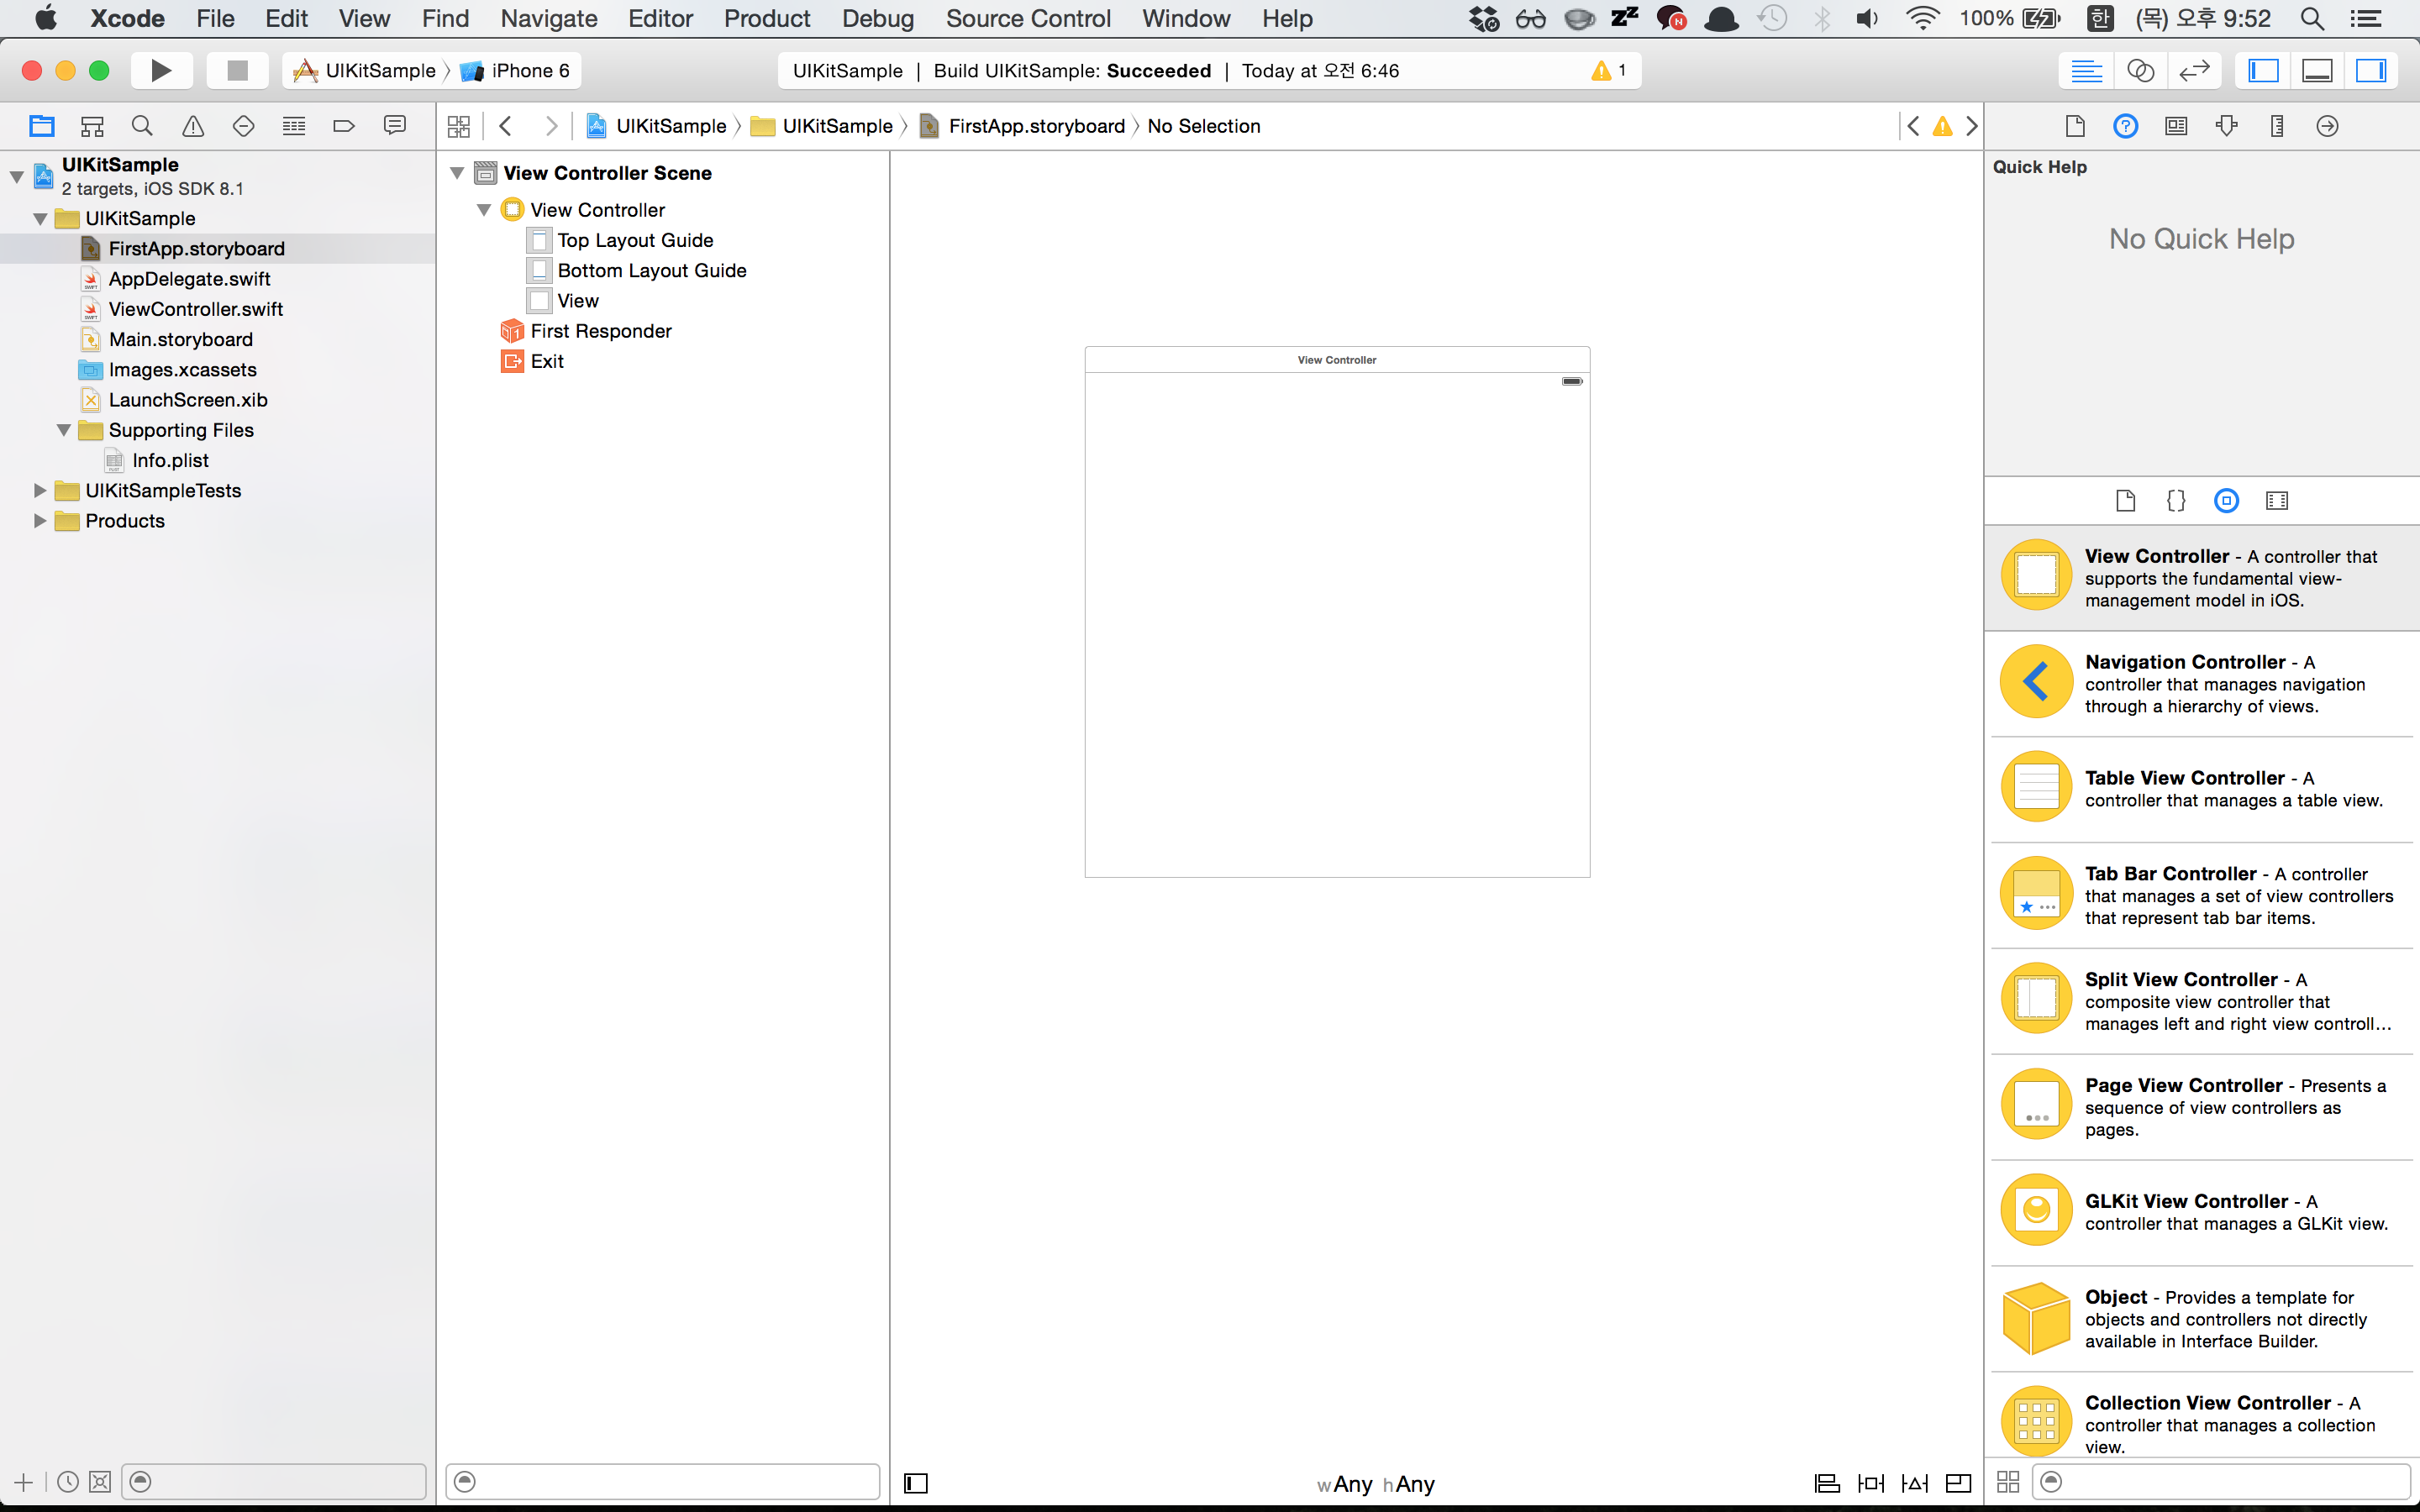 Xcode File Edit View Find Navigate Editor Product Debug Source Control Window Help 100% 한 (목) 오후 9:52
UIKitSample iPhone 6 UIKitSample | Build UIKitSample: Succeeded | Today at 오전 6:46 1
UIKitSample UIKitSample FirstApp.storyboard No Selection
UIKitSample
2 targets, iOS SDK 8.1
UIKitSample
FirstApp.storyboard
AppDelegate.swift
ViewController.swift
Main.storyboard
Images.xcassets
LaunchScreen.xib
Supporting Files
Info.plist
UIKitSampleTests
Products
View Controller Scene
View Controller
Top Layout Guide
Bottom Layout Guide
View
First Responder
Exit
View Controller
wAny hAny
Quick Help
No Quick Help
View Controller - A controller that
supports the fundamental view-
management model in iOS.
Navigation Controller - A
controller that manages navigation
through a hierarchy of views.
Table View Controller - A
controller that manages a table view.
Tab Bar Controller - A controller
that manages a set of view controllers
that represent tab bar items.
Split View Controller - A
composite view controller that
manages left and right view controll...
Page View Controller - Presents a
sequence of view controllers as
pages.
GLKit View Controller - A
controller that manages a GLKit view.
Object - Provides a template for
objects and controllers not directly
available in Interface Builder.
Collection View Controller - A
controller that manages a collection
view.